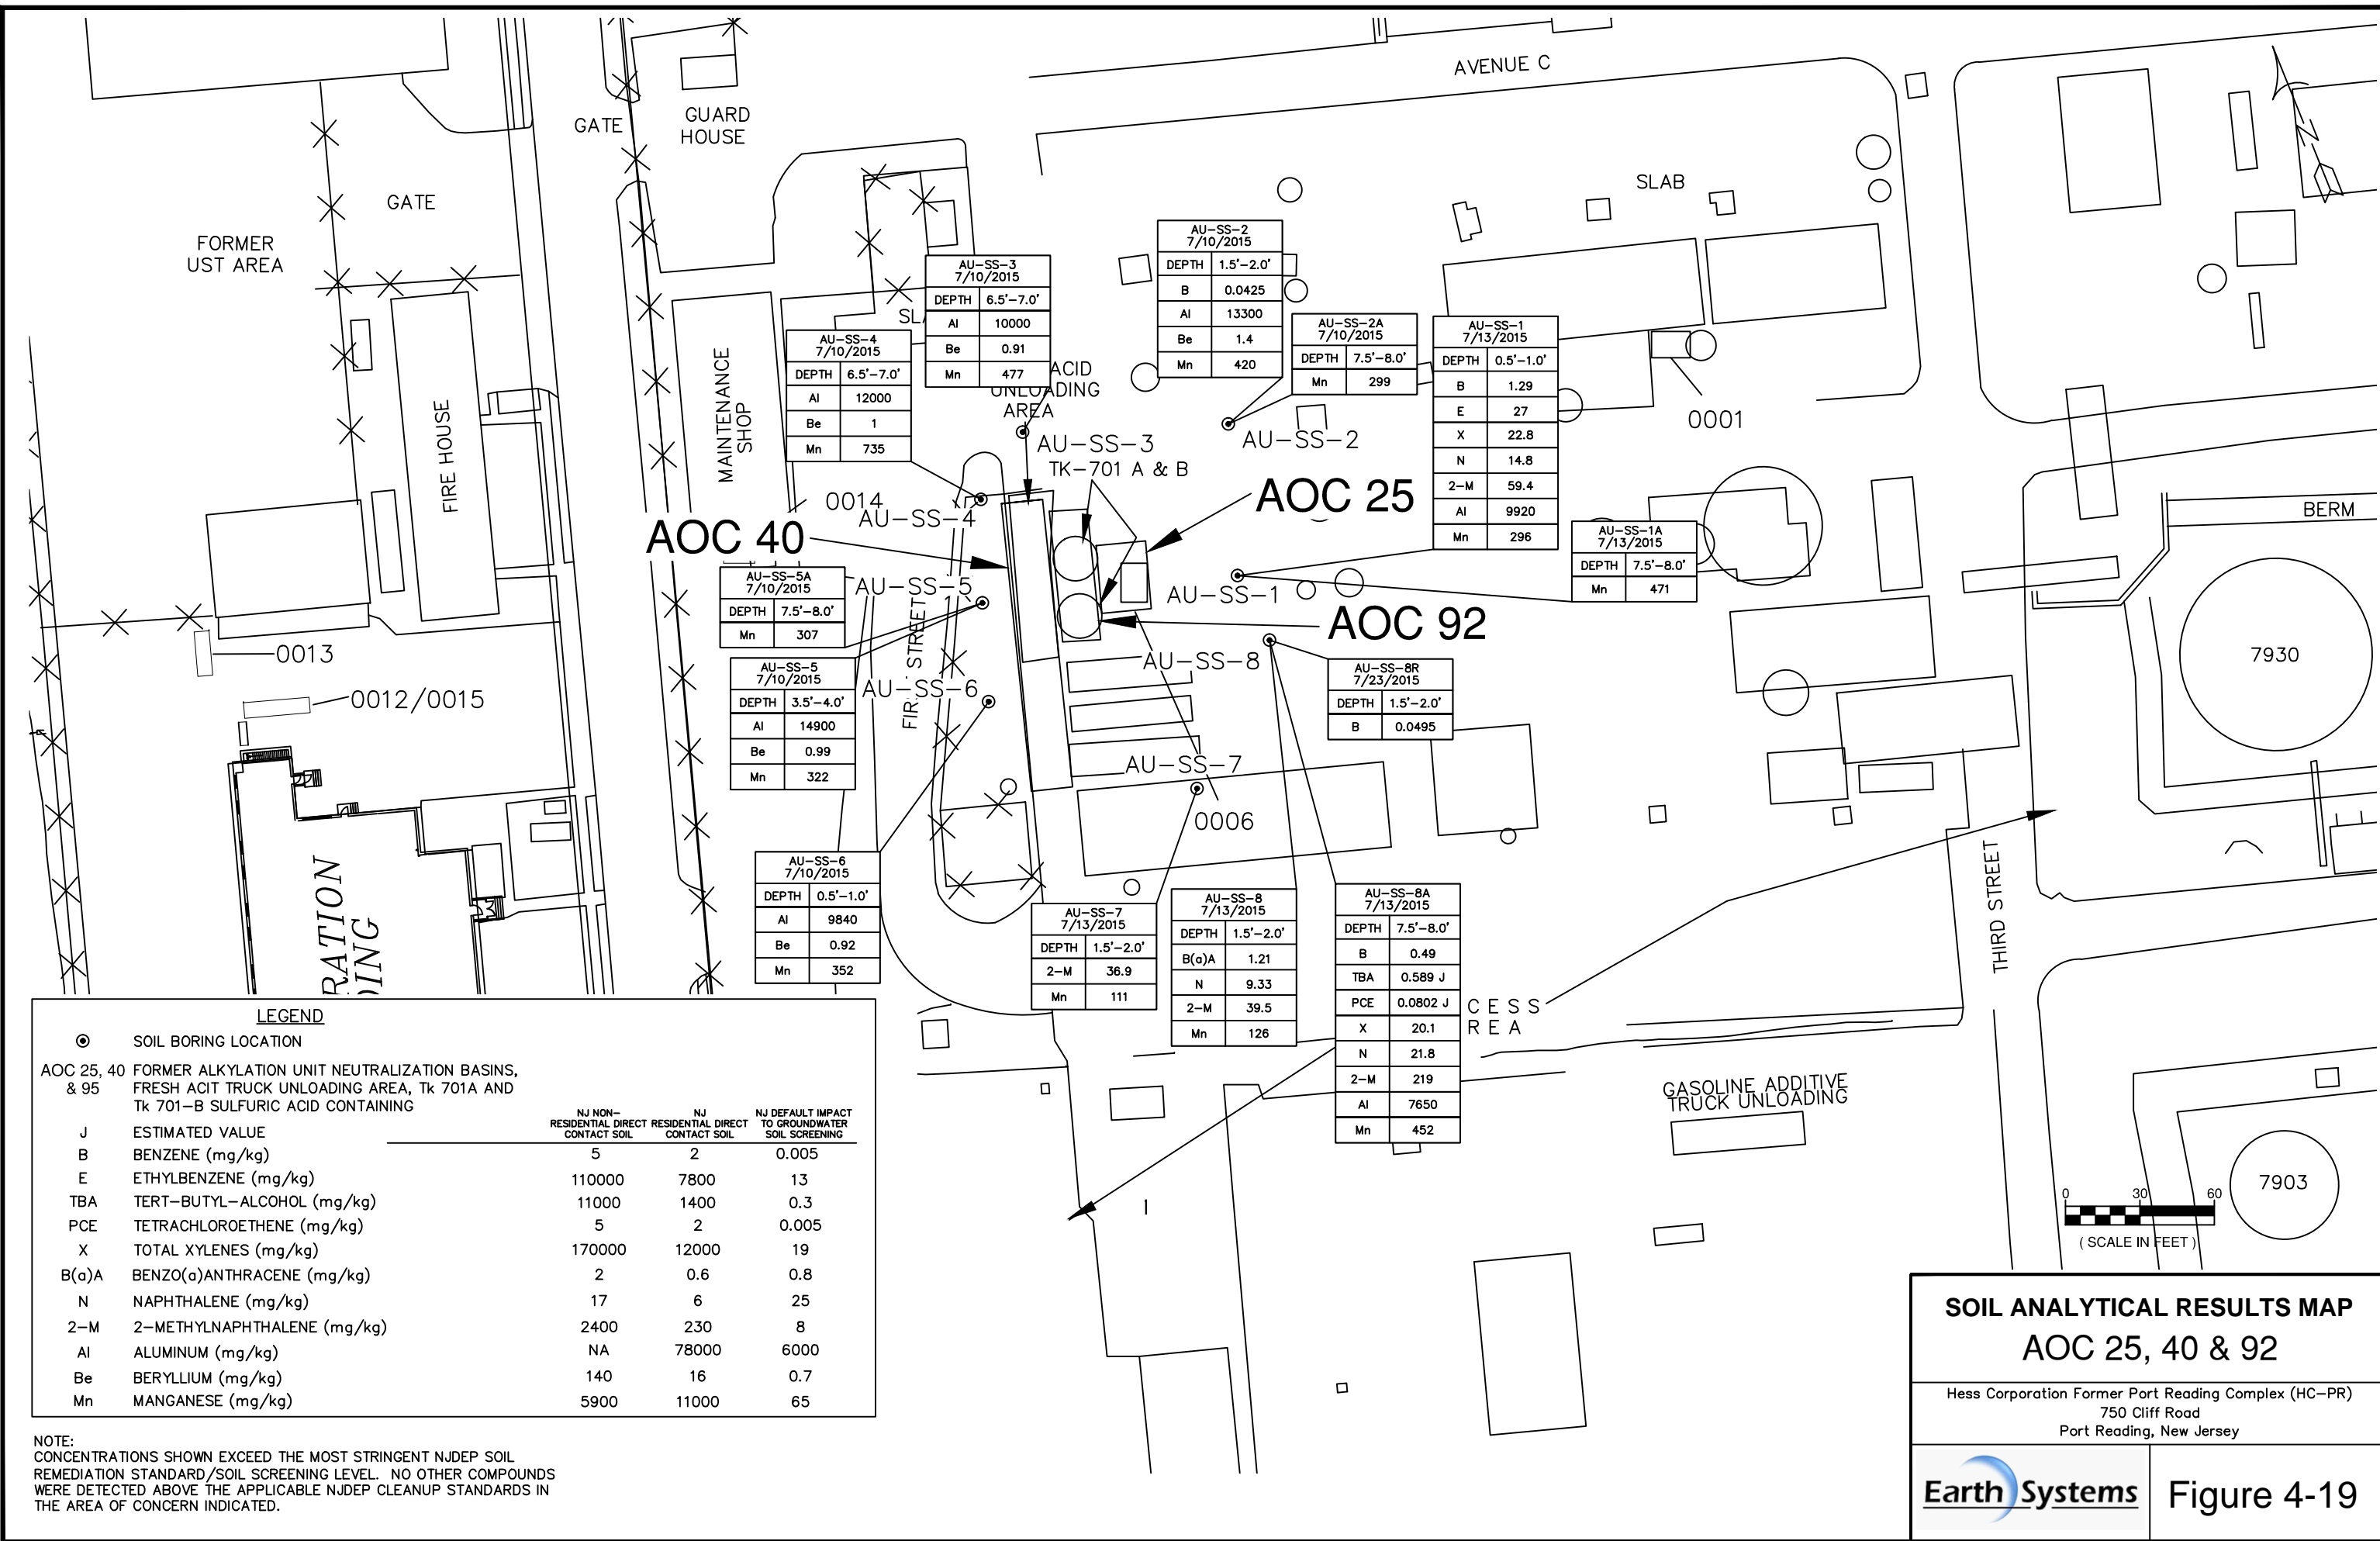 AVENUE C
GATE
GUARD
HOUSE
GATE
FORMER
UST AREA
SLAB
FIRE HOUSE
MAINTENANCE
SHOP
ACID
UNLOADING
AREA
0001
BERM
AU-SS-3
7/10/2015
DEPTH 6.5'-7.0'
Al 10000
Be 0.91
Mn 477
AU-SS-2
7/10/2015
DEPTH 1.5'-2.0'
B 0.0425
Al 13300
Be 1.4
Mn 420
AU-SS-2A
7/10/2015
DEPTH 7.5'-8.0'
Mn 299
AU-SS-1
7/13/2015
DEPTH 0.5'-1.0'
B 1.29
E 27
X 22.8
N 14.8
2-M 59.4
Al 9920
Mn 296
AU-SS-4
7/10/2015
DEPTH 6.5'-7.0'
Al 12000
Be 1
Mn 735
AU-SS-3
TK-701 A & B
AU-SS-2
AOC 25
0014
AU-SS-4
AOC 40
AU-SS-1A
7/13/2015
DEPTH 7.5'-8.0'
Mn 471
AU-SS-5A
7/10/2015
DEPTH 7.5'-8.0'
Mn 307
AU-SS-5
AU-SS-1
AOC 92
0013
0012/0015
FIRST STREET
AU-SS-5
7/10/2015
DEPTH 3.5'-4.0'
Al 14900
Be 0.99
Mn 322
AU-SS-6
AU-SS-8
AU-SS-8R
7/23/2015
DEPTH 1.5'-2.0'
B 0.0495
7930
AU-SS-7
0006
AU-SS-6
7/10/2015
DEPTH 0.5'-1.0'
Al 9840
Be 0.92
Mn 352
AU-SS-7
7/13/2015
DEPTH 1.5'-2.0'
2-M 36.9
Mn 111
AU-SS-8
7/13/2015
DEPTH 1.5'-2.0'
B(a)A 1.21
N 9.33
2-M 39.5
Mn 126
AU-SS-8A
7/13/2015
DEPTH 7.5'-8.0'
B 0.49
TBA 0.589 J
PCE 0.0802 J
X 20.1
N 21.8
2-M 219
Al 7650
Mn 452
CESS
REA
THIRD STREET
RATION
DING
GASOLINE ADDITIVE
TRUCK UNLOADING
7903
0 30 60
( SCALE IN FEET )
LEGEND
SOIL BORING LOCATION
AOC 25, 40 FORMER ALKYLATION UNIT NEUTRALIZATION BASINS,
& 95 FRESH ACIT TRUCK UNLOADING AREA, Tk 701A AND
Tk 701-B SULFURIC ACID CONTAINING
NJ NON- NJ NJ DEFAULT IMPACT
RESIDENTIAL DIRECT RESIDENTIAL DIRECT TO GROUNDWATER
CONTACT SOIL CONTACT SOIL SOIL SCREENING
J ESTIMATED VALUE
B BENZENE (mg/kg) 5 2 0.005
E ETHYLBENZENE (mg/kg) 110000 7800 13
TBA TERT-BUTYL-ALCOHOL (mg/kg) 11000 1400 0.3
PCE TETRACHLOROETHENE (mg/kg) 5 2 0.005
X TOTAL XYLENES (mg/kg) 170000 12000 19
B(a)A BENZO(a)ANTHRACENE (mg/kg) 2 0.6 0.8
N NAPHTHALENE (mg/kg) 17 6 25
2-M 2-METHYLNAPHTHALENE (mg/kg) 2400 230 8
Al ALUMINUM (mg/kg) NA 78000 6000
Be BERYLLIUM (mg/kg) 140 16 0.7
Mn MANGANESE (mg/kg) 5900 11000 65
NOTE:
CONCENTRATIONS SHOWN EXCEED THE MOST STRINGENT NJDEP SOIL
REMEDIATION STANDARD/SOIL SCREENING LEVEL. NO OTHER COMPOUNDS
WERE DETECTED ABOVE THE APPLICABLE NJDEP CLEANUP STANDARDS IN
THE AREA OF CONCERN INDICATED.
SOIL ANALYTICAL RESULTS MAP
AOC 25, 40 & 92
Hess Corporation Former Port Reading Complex (HC-PR)
750 Cliff Road
Port Reading, New Jersey
Earth Systems
Figure 4-19